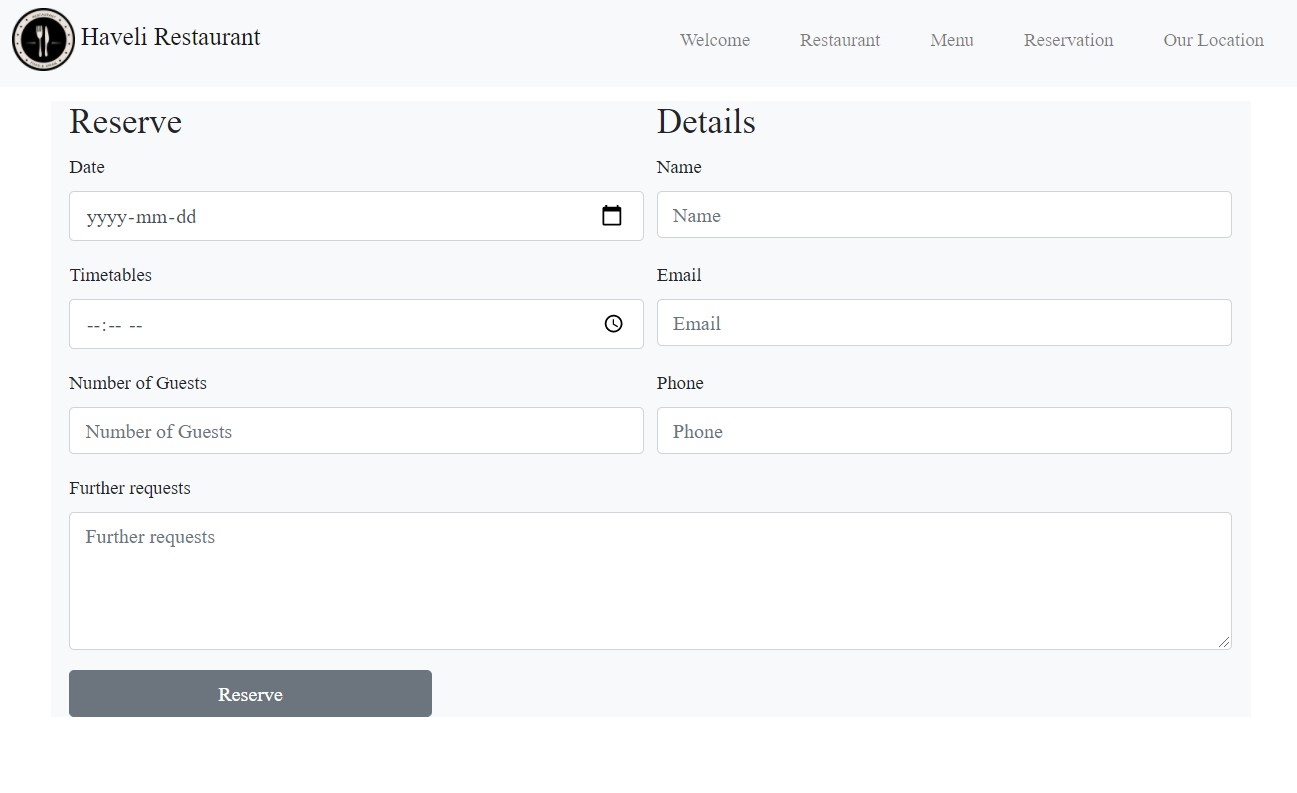 Haveli Restaurant
Welcome Restaurant Menu Reservation Our Location
Reserve
Date
yyyy-mm-dd
Timetables
--:-- --
Number of Guests
Number of Guests
Details
Name
Name
Email
Email
Phone
Phone
Further requests
Further requests
Reserve